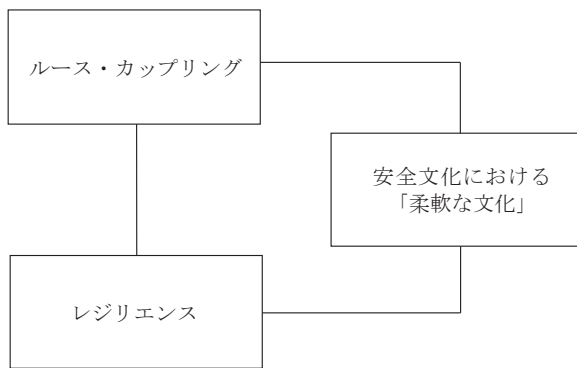 ルース・カップリング
安全文化における
「柔軟な文化」
レジリエンス